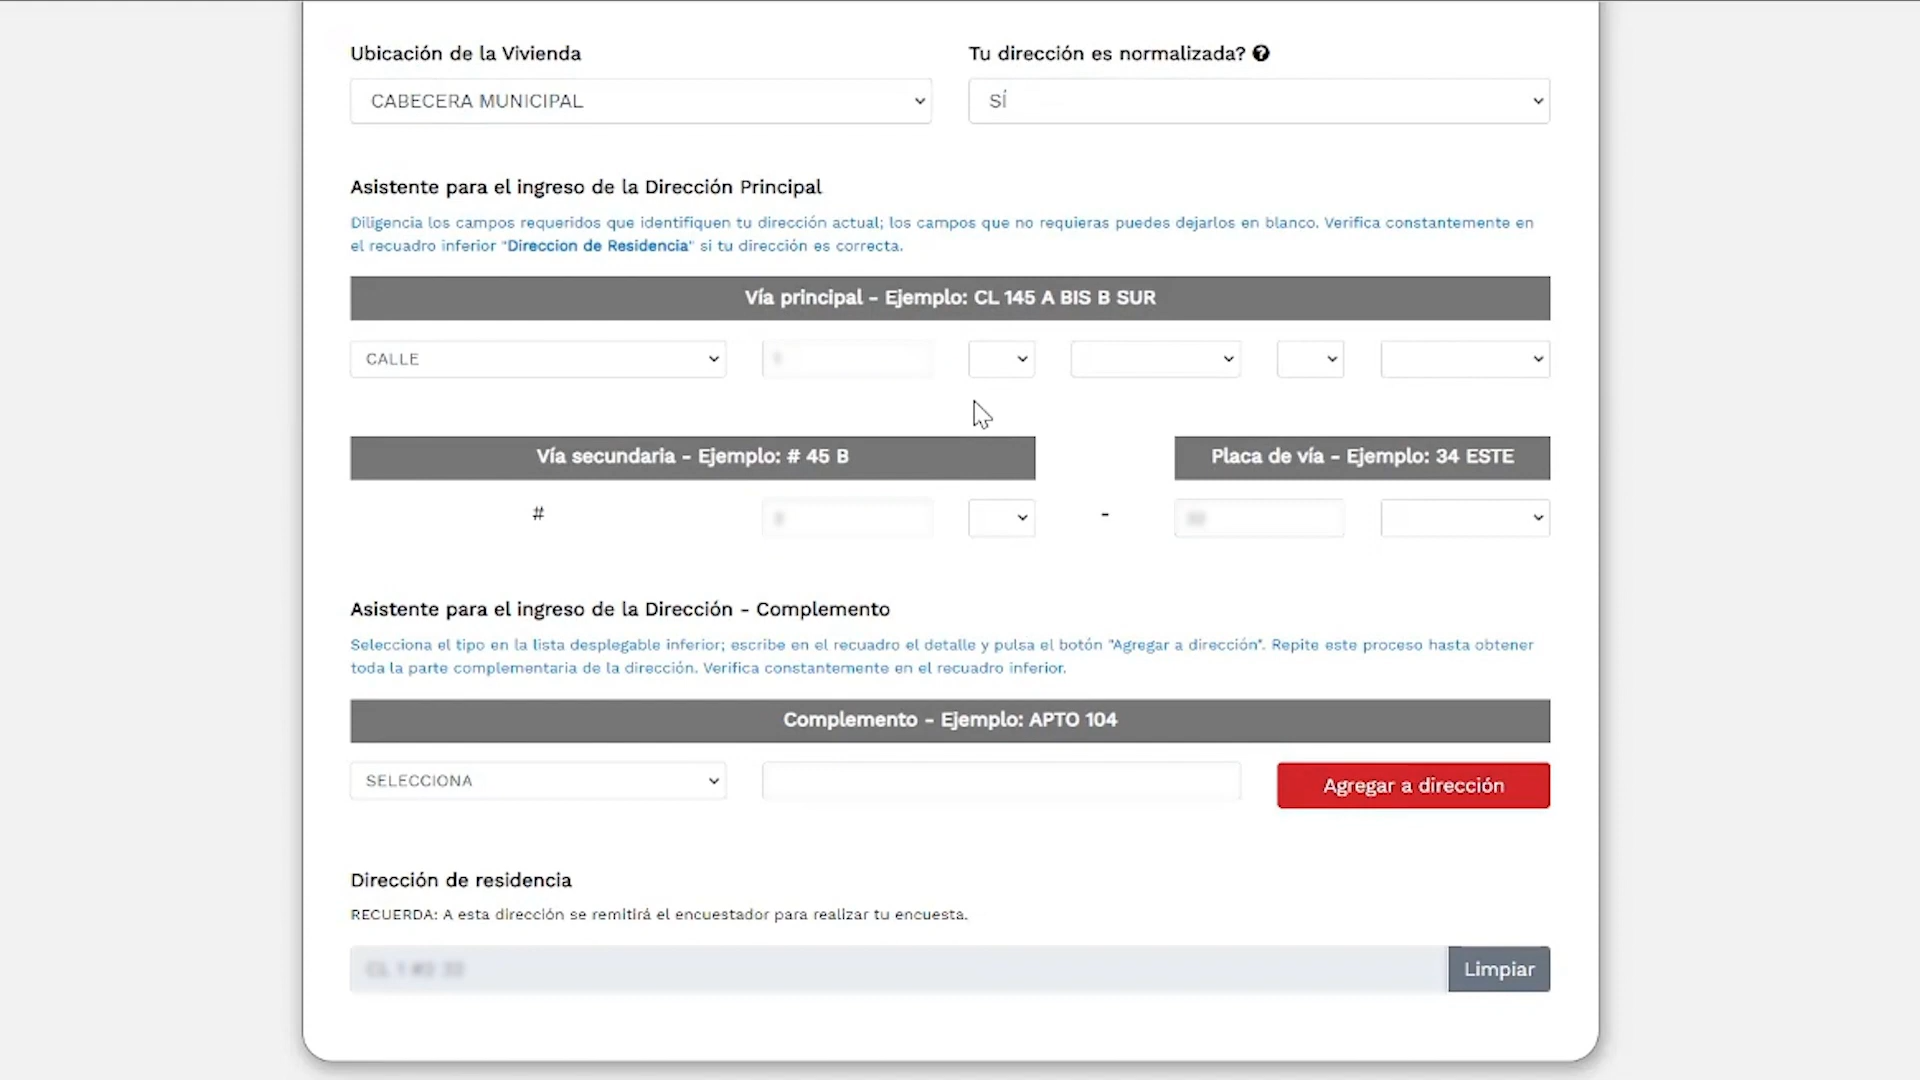 Ubicación de la Vivienda
Tu dirección es normalizada? ?
CABECERA MUNICIPAL
SÍ
Asistente para el ingreso de la Dirección Principal
Diligencia los campos requeridos que identifiquen tu dirección actual; los campos que no requieras puedes dejarlos en blanco. Verifica constantemente en
el recuadro inferior "Direccion de Residencia" si tu dirección es correcta.
Vía principal - Ejemplo: CL 145 A BIS B SUR
CALLE
Vía secundaria - Ejemplo: # 45 B
Placa de vía - Ejemplo: 34 ESTE
#
-
Asistente para el ingreso de la Dirección - Complemento
Selecciona el tipo en la lista desplegable inferior; escribe en el recuadro el detalle y pulsa el botón "Agregar a dirección". Repite este proceso hasta obtener
toda la parte complementaria de la dirección. Verifica constantemente en el recuadro inferior.
Complemento - Ejemplo: APTO 104
SELECCIONA
Agregar a dirección
Dirección de residencia
RECUERDA: A esta dirección se remitirá el encuestador para realizar tu encuesta.
Limpiar